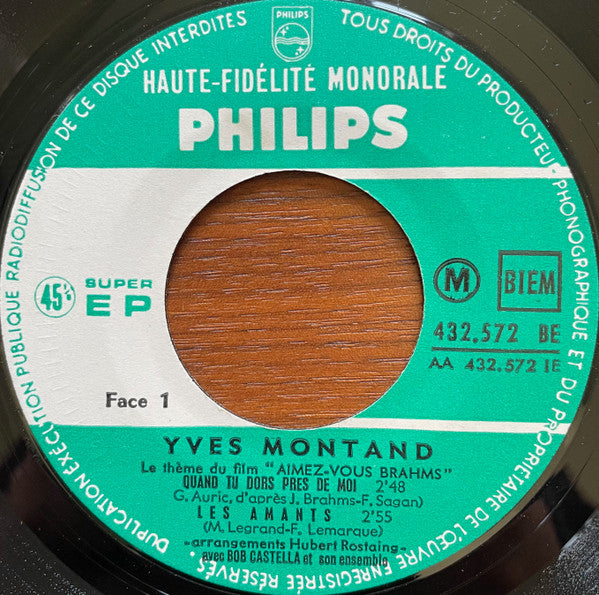 TOUS DROITS DU PRODUCTEUR PHONOGRAPHIQUE ET DU PROPRIÉTAIRE DE L'ŒUVRE ENREGISTRÉE RÉSERVÉS. DUPLICATION EXÉCUTION PUBLIQUE RADIODIFFUSION DE CE DISQUE INTERDITES
PHILIPS
HAUTE-FIDÉLITÉ MONORALE
PHILIPS
45 SUPER EP
M BIEM
432.572 BE
AA 432.572 1E
Face 1
YVES MONTAND
Le thème du film "AIMEZ-VOUS BRAHMS"
QUAND TU DORS PRES DE MOI 2'48
G. Auric, d'après J. Brahms-F. Sagan)
LES AMANTS 2'55
(M. Legrand-F. Lemarque)
-arrangements Hubert Rostaing-
avec BOB CASTELLA et son ensemble